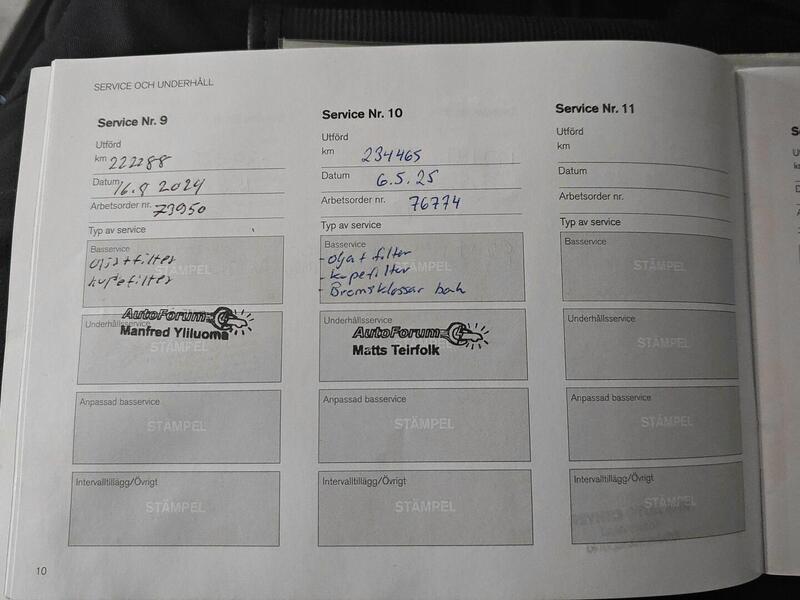 SERVICE OCH UNDERHÅLL
Service Nr. 9
Utförd
km 222288
Datum 16.8 2024
Arbetsorder nr. 73950
Typ av service
Basservice
STÄMPEL
olja+filter
kupefilter
Underhållsservice
STÄMPEL
AutoForum
Manfred Yliluoma
Anpassad basservice
STÄMPEL
Intervalltillägg/Övrigt
STÄMPEL
Service Nr. 10
Utförd
km 234465
Datum 6.5.25
Arbetsorder nr. 76774
Typ av service
Basservice
STÄMPEL
- olja + filter
- kupefilter
- Bromsklossar bak
Underhållsservice
AutoForum
Matts Teirfolk
Anpassad basservice
STÄMPEL
Intervalltillägg/Övrigt
STÄMPEL
Service Nr. 11
Utförd
km
Datum
Arbetsorder nr.
Typ av service
Basservice
STÄMPEL
Underhållsservice
STÄMPEL
Anpassad basservice
STÄMPEL
Intervalltillägg/Övrigt
STÄMPEL
10